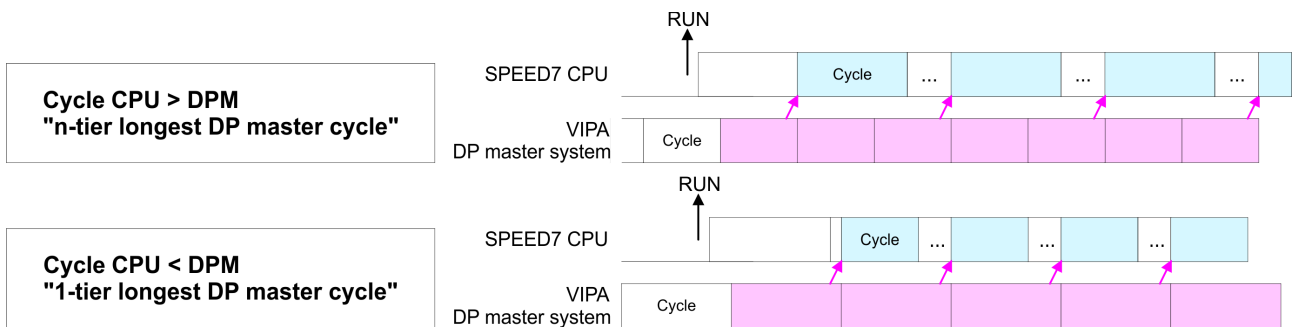 RUN
SPEED7 CPU
Cycle
...
...
...
Cycle CPU > DPM
"n-tier longest DP master cycle"
VIPA
DP master system
Cycle
RUN
SPEED7 CPU
Cycle
...
...
...
Cycle CPU < DPM
"1-tier longest DP master cycle"
VIPA
DP master system
Cycle